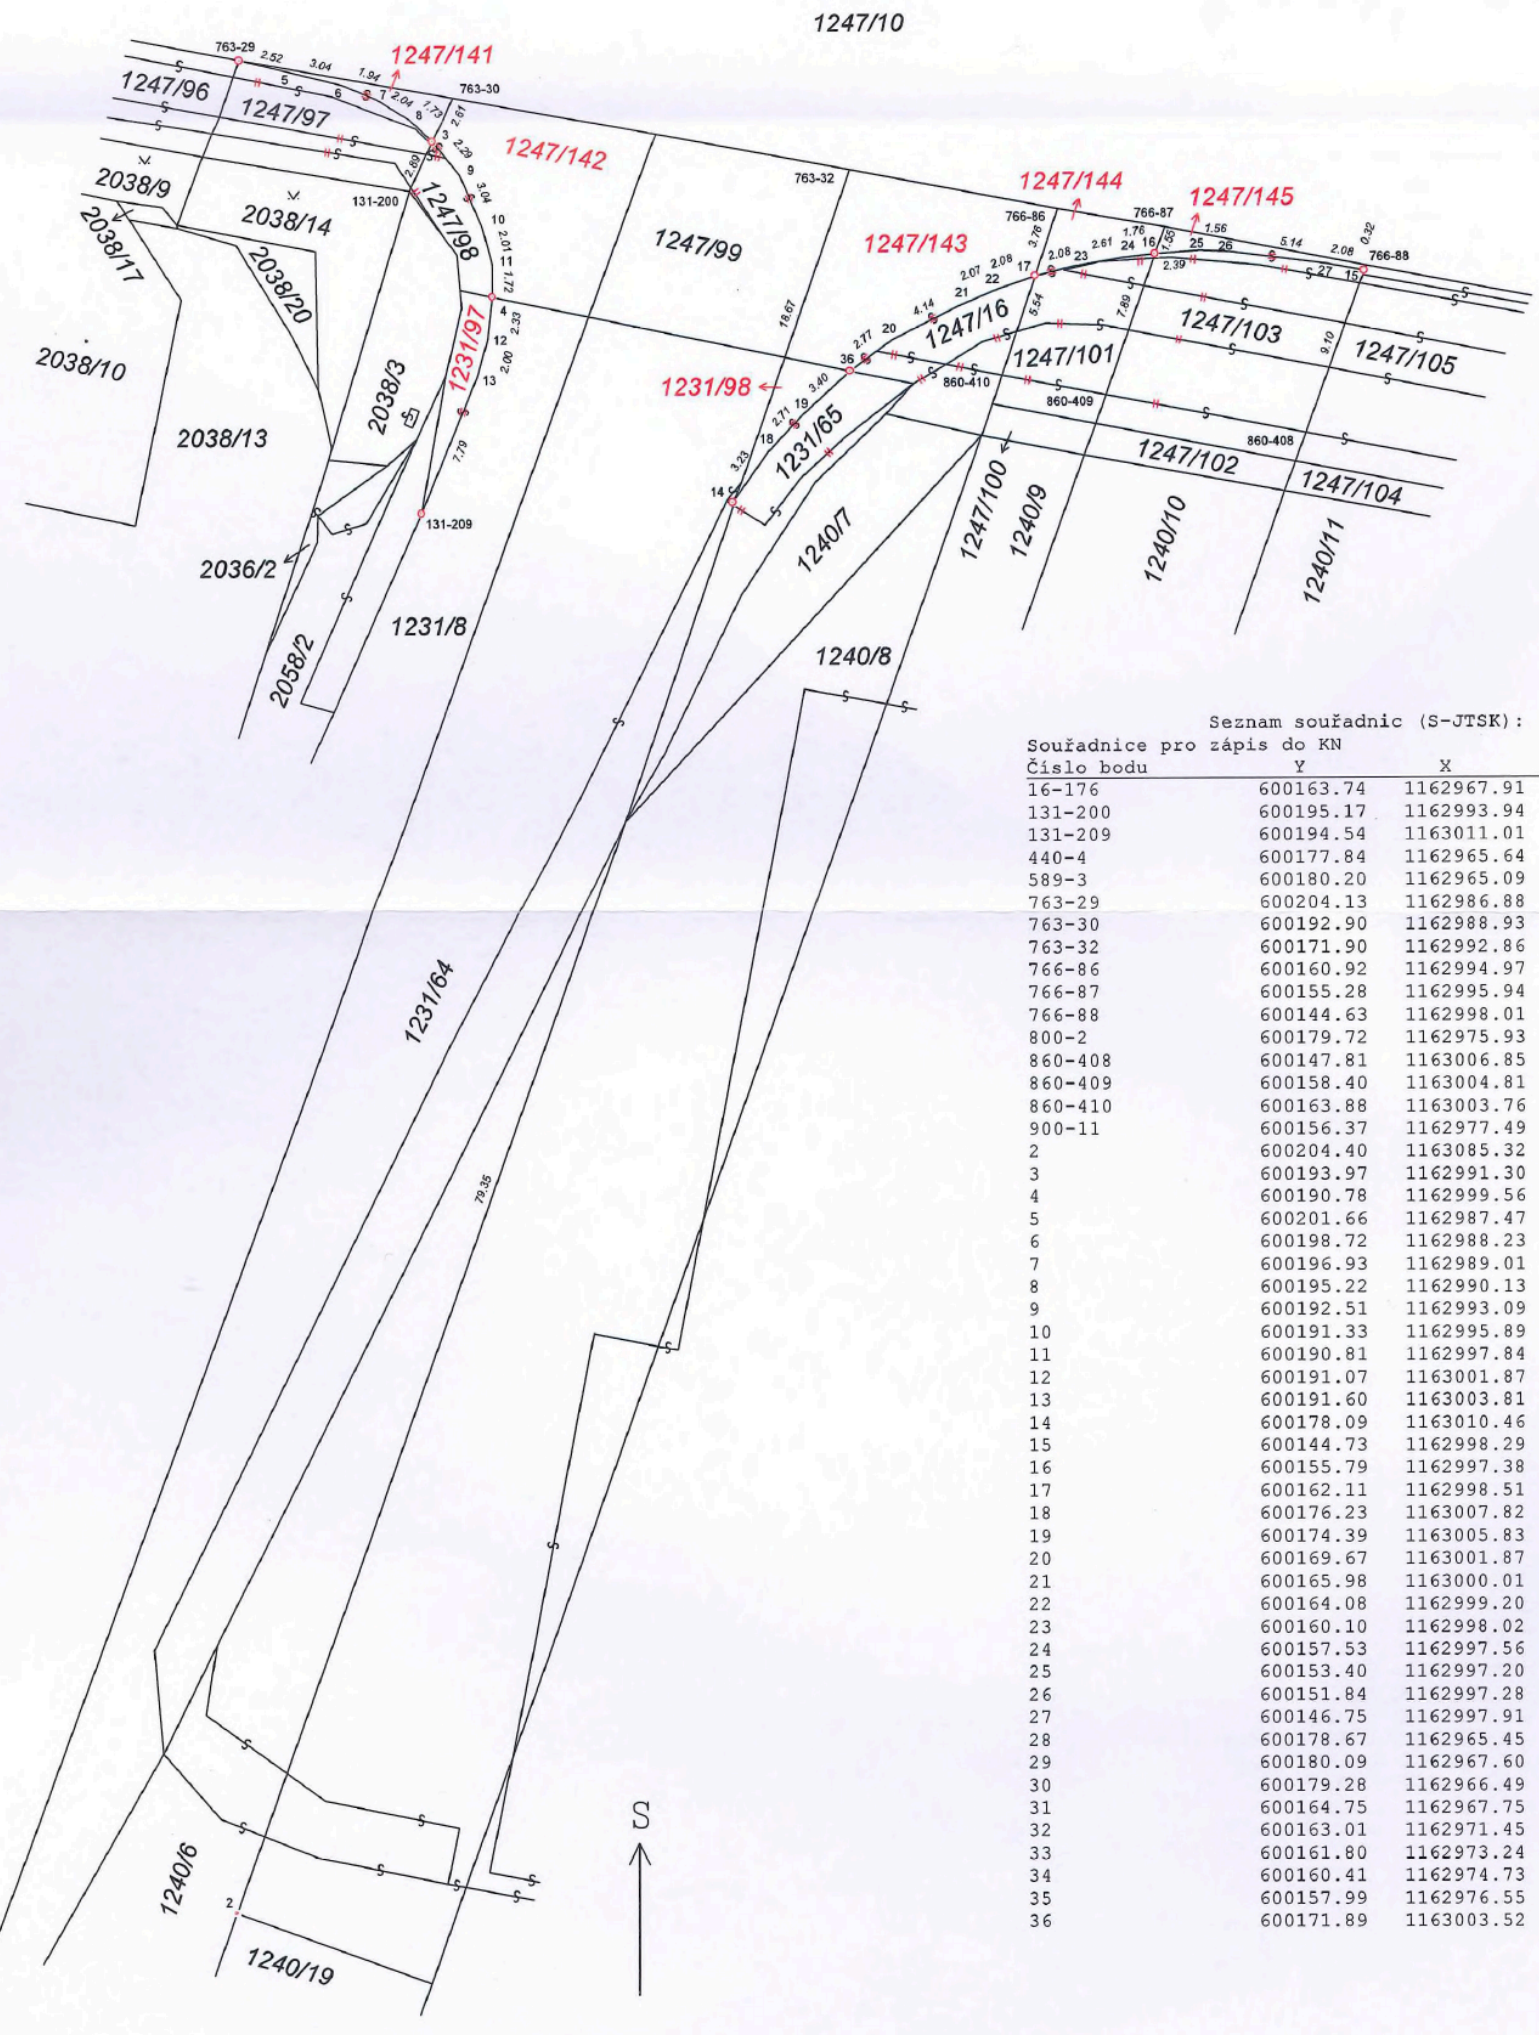 1247/10
763-29 2.52 3.04 1.94 1247/141
1247/96 5 6 7 2.04 1.73 2.61 763-30
1247/97 8 3 2.29
1247/142
2038/9 2.89 9 3.04
763-32 1247/144 1247/145
2038/14 131-200 1247/98 10 2.01 11 1.72
2038/17 2038/20
1247/99 1247/143 766-86 3.76 766-87
1.76 1.55 1.56 5.14 2.08 0.32
2.07 2.08 2.08 2.61 24 16 25 26 766-88
21 22 17 23 2.39 27 15
1231/97 4 2.33 12 2.00 13
18.67 4.14 20 2.77 1247/16 5.54 7.89 9.10
1247/103
2038/10 2038/3 36 1247/101 1247/105
1231/98 3.40 860-410 860-409
2038/13 2.71 19 18 1231/65 860-408
7.79 3.23 14 1247/102 1247/104
131-209 1240/7 1247/100 1240/9 1240/10 1240/11
2036/2
1231/8
2058/2 1240/8
1231/64
79.35
S
1240/6
2
1240/19
Seznam souřadnic (S-JTSK):
Souřadnice pro zápis do KN
Číslo bodu Y X
16-176 600163.74 1162967.91
131-200 600195.17 1162993.94
131-209 600194.54 1163011.01
440-4 600177.84 1162965.64
589-3 600180.20 1162965.09
763-29 600204.13 1162986.88
763-30 600192.90 1162988.93
763-32 600171.90 1162992.86
766-86 600160.92 1162994.97
766-87 600155.28 1162995.94
766-88 600144.63 1162998.01
800-2 600179.72 1162975.93
860-408 600147.81 1163006.85
860-409 600158.40 1163004.81
860-410 600163.88 1163003.76
900-11 600156.37 1162977.49
2 600204.40 1163085.32
3 600193.97 1162991.30
4 600190.78 1162999.56
5 600201.66 1162987.47
6 600198.72 1162988.23
7 600196.93 1162989.01
8 600195.22 1162990.13
9 600192.51 1162993.09
10 600191.33 1162995.89
11 600190.81 1162997.84
12 600191.07 1163001.87
13 600191.60 1163003.81
14 600178.09 1163010.46
15 600144.73 1162998.29
16 600155.79 1162997.38
17 600162.11 1162998.51
18 600176.23 1163007.82
19 600174.39 1163005.83
20 600169.67 1163001.87
21 600165.98 1163000.01
22 600164.08 1162999.20
23 600160.10 1162998.02
24 600157.53 1162997.56
25 600153.40 1162997.20
26 600151.84 1162997.28
27 600146.75 1162997.91
28 600178.67 1162965.45
29 600180.09 1162967.60
30 600179.28 1162966.49
31 600164.75 1162967.75
32 600163.01 1162971.45
33 600161.80 1162973.24
34 600160.41 1162974.73
35 600157.99 1162976.55
36 600171.89 1163003.52